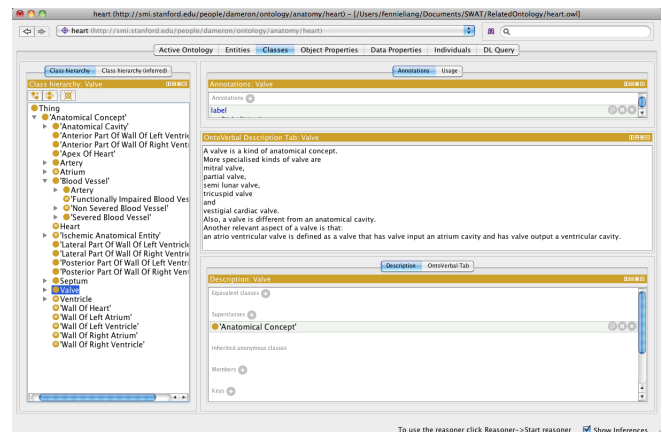 heart (http://smi.stanford.edu/people/dameron/ontology/anatomy/heart) – [/Users/fennieliang/Documents/SWAT/RelatedOntology/heart.owl]
heart (http://smi.stanford.edu/people/dameron/ontology/anatomy/heart)
Active Ontology Entities Classes Object Properties Data Properties Individuals DL Query
Class hierarchy Class hierarchy (inferred)
Class hierarchy: Valve
Thing
'Anatomical Concept'
'Anatomical Cavity'
'Anterior Part Of Wall Of Left Ventric
'Anterior Part Of Wall Of Right Vent
'Apex Of Heart'
Artery
Atrium
'Blood Vessel'
Artery
'Functionally Impaired Blood Ves
'Non Severed Blood Vessel'
'Severed Blood Vessel'
Heart
'Ischemic Anatomical Entity'
'Lateral Part Of Wall Of Left Ventricle
'Lateral Part Of Wall Of Right Ventric
'Posterior Part Of Wall Of Left Ventri
'Posterior Part Of Wall Of Right Ven
Septum
Valve
Ventricle
'Wall Of Heart'
'Wall Of Left Atrium'
'Wall Of Left Ventricle'
'Wall Of Right Atrium'
'Wall Of Right Ventricle'
Annotations Usage
Annotations: Valve
Annotations
label
OntoVerbal Description Tab: Valve
A valve is a kind of anatomical concept.
More specialised kinds of valve are
mitral valve,
partial valve,
semi lunar valve,
tricuspid valve
and
vestigial cardiac valve.
Also, a valve is different from an anatomical cavity.
Another relevant aspect of a valve is that:
an atrio ventricular valve is defined as a valve that has valve input an atrium cavity and has valve output a ventricular cavity.
Description OntoVerbal Tab
Description: Valve
Equivalent classes
Superclasses
'Anatomical Concept'
Inherited anonymous classes
Members
Keys
To use the reasoner click Reasoner->Start reasoner Show Inferences